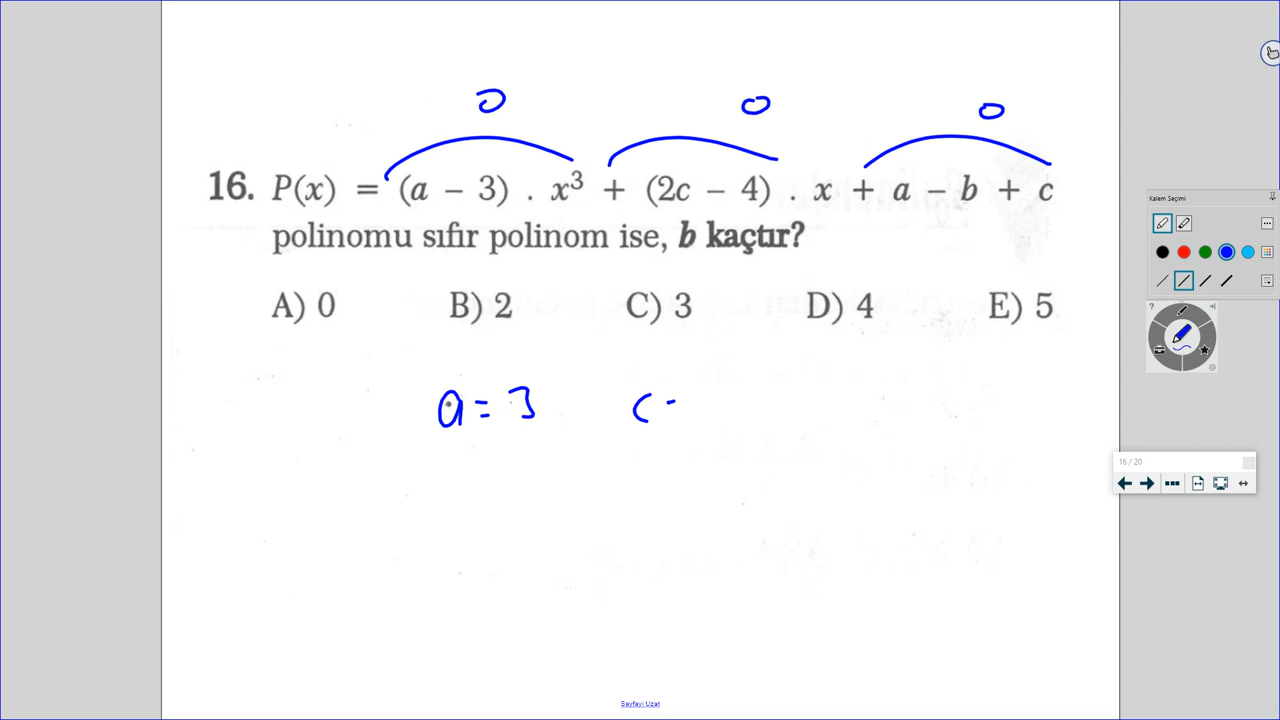 0 0 0
16. P(x) = (a – 3) . x³ + (2c – 4) . x + a – b + c
polinomu sıfır polinom ise, b kaçtır?
A) 0 B) 2 C) 3 D) 4 E) 5
a = 3 c -
Kalem Seçimi
?
16 / 20
Sayfayı Uzat